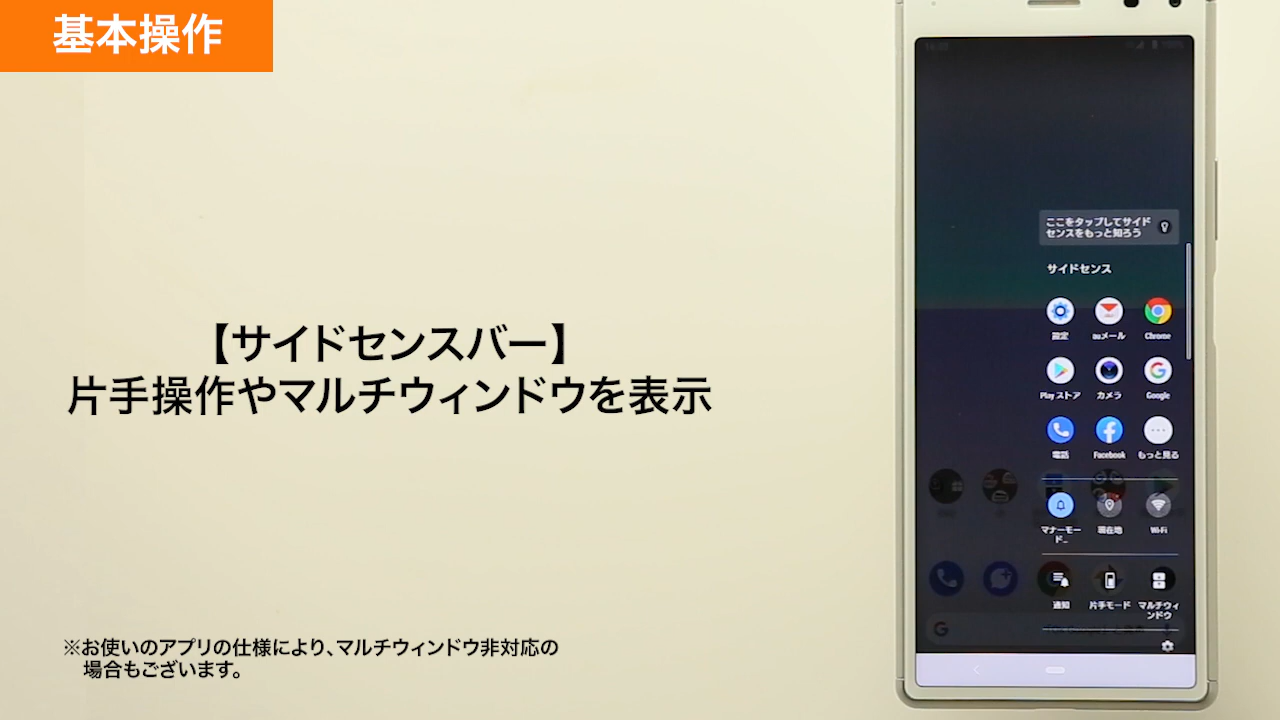 基本操作
【サイドセンスバー】
片手操作やマルチウィンドウを表示
※お使いのアプリの仕様により、マルチウィンドウ非対応の
場合もございます。
ここをタップしてサイド
センスをもっと知ろう
サイドセンス
設定 auメール Chrome
Play ストア カメラ Google
電話 Facebook もっと見る
マナーモー 現在地 Wi-Fi
ド...
通知 片手モード マルチウィ
ンドウ